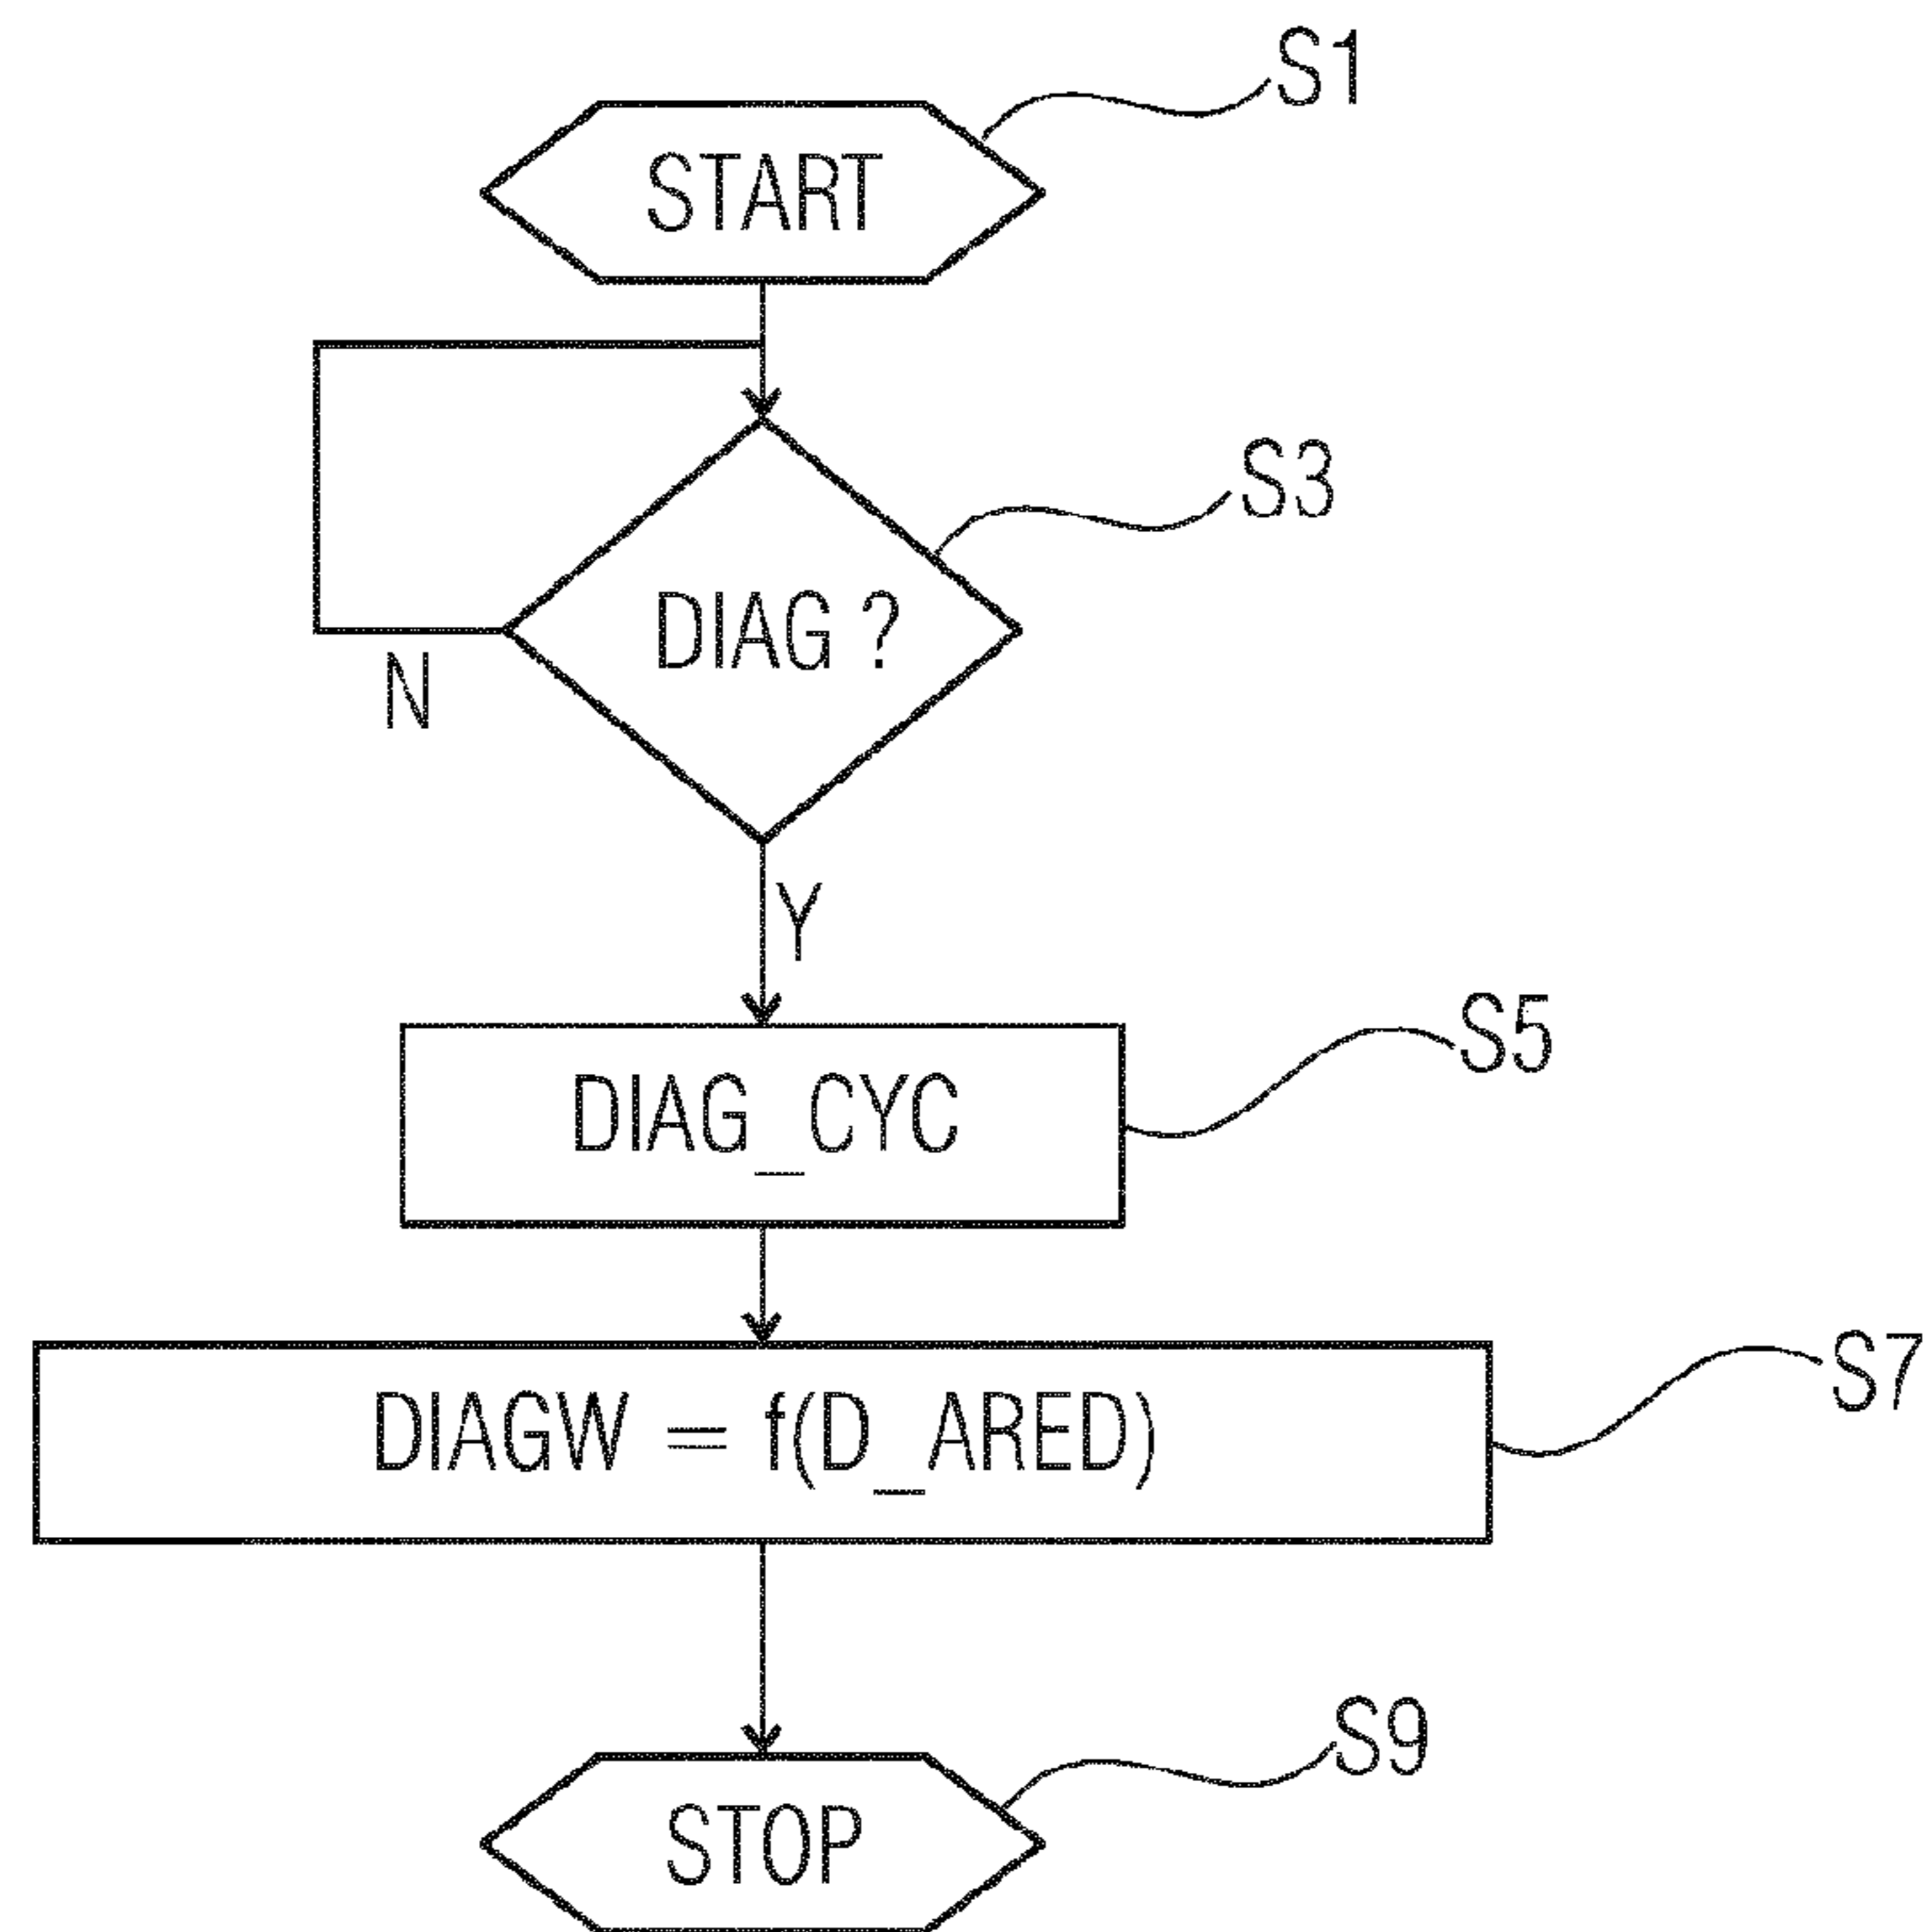 S1
START
S3
DIAG ?
N
Y
S5
DIAG_CYC
S7
DIAGW = f(D_ARED)
S9
STOP